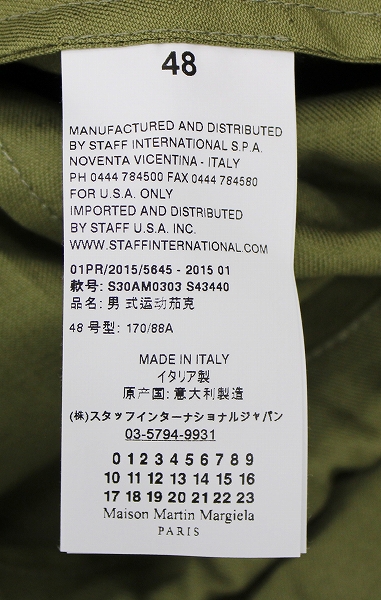 48
MANUFACTURED AND DISTRIBUTED
BY STAFF INTERNATIONAL S.P.A.
NOVENTA VICENTINA - ITALY
PH 0444 784500 FAX 0444 784580
FOR U.S.A. ONLY
IMPORTED AND DISTRIBUTED
BY STAFF U.S.A. INC.
WWW.STAFFINTERNATIONAL.COM
01PR/2015/5645 - 2015 01
款号: S30AM0303 S43440
品名: 男 式运动茄克
48 号型: 170/88A
MADE IN ITALY
イタリア製
原产国: 意大利製造
(株)スタッフインターナショナルジャパン
03-5794-9931
0 1 2 3 4 5 6 7 8 9
10 11 12 13 14 15 16
17 18 19 20 21 22 23
Maison Martin Margiela
PARIS